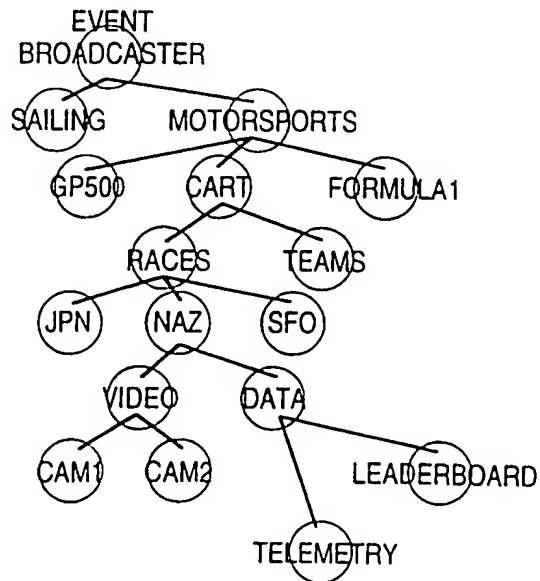 EVENT
BROADCASTER
SAILING MOTORSPORTS
GP500 CART FORMULA1
RACES TEAMS
JPN NAZ SFO
VIDEO DATA
CAM1 CAM2 LEADERBOARD
TELEMETRY